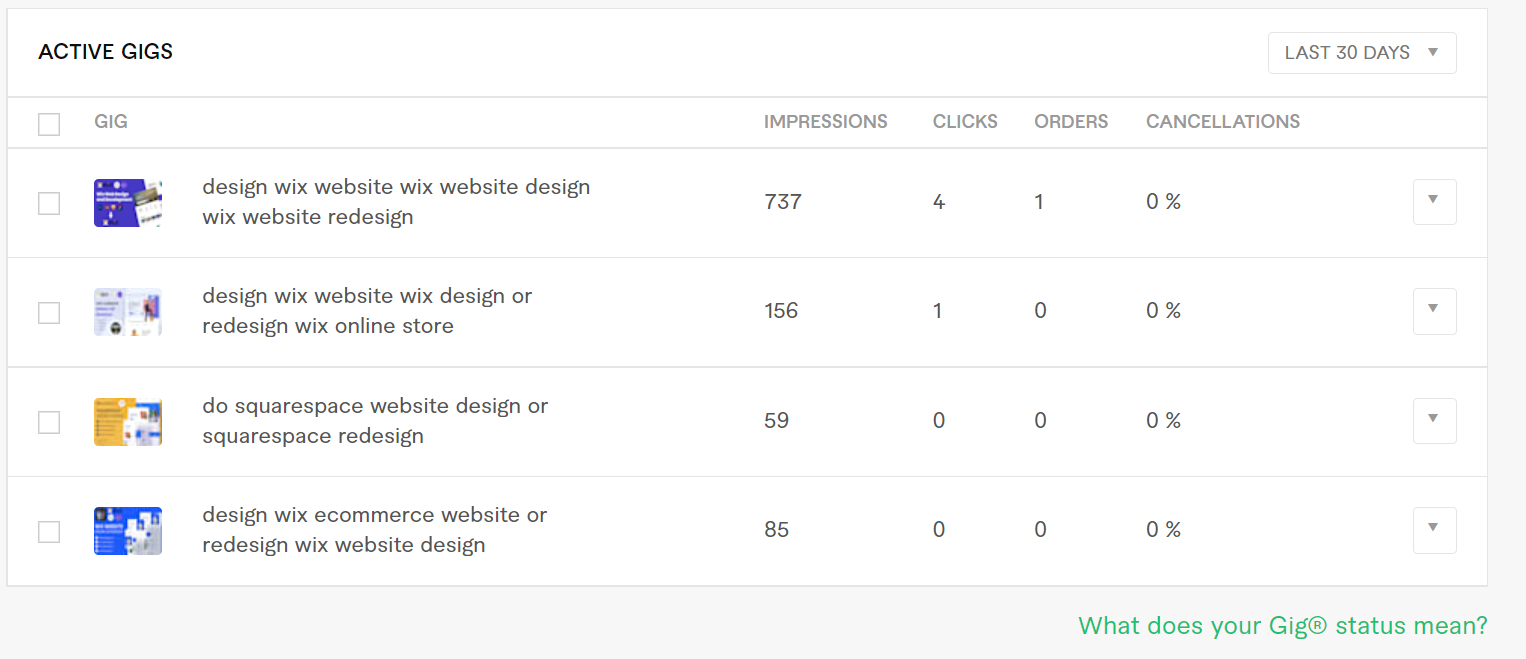 ACTIVE GIGS
LAST 30 DAYS
GIG IMPRESSIONS CLICKS ORDERS CANCELLATIONS
design wix website wix website design
wix website redesign
737 4 1 0 %
design wix website wix design or
redesign wix online store
156 1 0 0 %
do squarespace website design or
squarespace redesign
59 0 0 0 %
design wix ecommerce website or
redesign wix website design
85 0 0 0 %
What does your Gig® status mean?